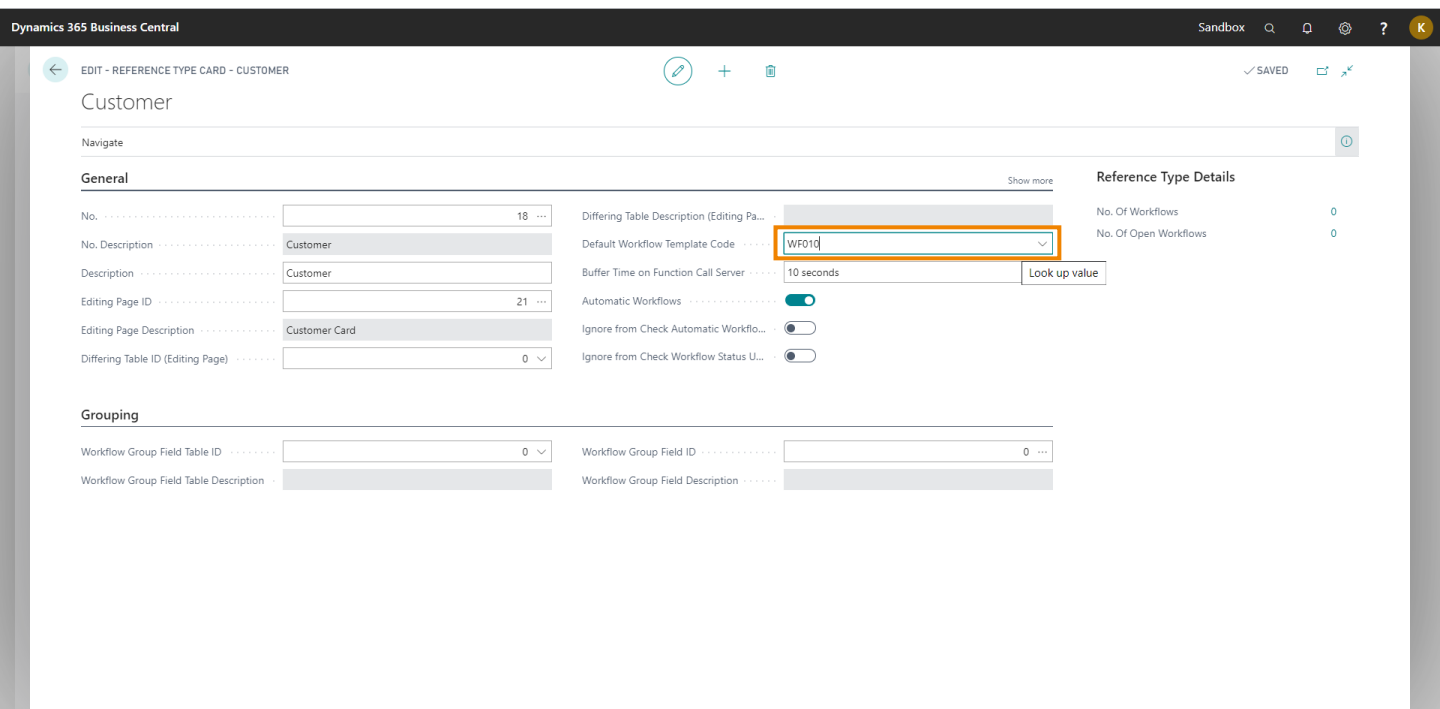 Dynamics 365 Business Central
Sandbox
?
K
EDIT - REFERENCE TYPE CARD - CUSTOMER
SAVED
Customer
Navigate
General
Show more
No.
18
No. Description
Customer
Description
Customer
Editing Page ID
21
Editing Page Description
Customer Card
Differing Table ID (Editing Page)
0
Differing Table Description (Editing Pa...
Default Workflow Template Code
WF010
Buffer Time on Function Call Server
10 seconds
Look up value
Automatic Workflows
Ignore from Check Automatic Workflo...
Ignore from Check Workflow Status U...
Reference Type Details
No. Of Workflows
0
No. Of Open Workflows
0
Grouping
Workflow Group Field Table ID
0
Workflow Group Field Table Description
Workflow Group Field ID
0
Workflow Group Field Description